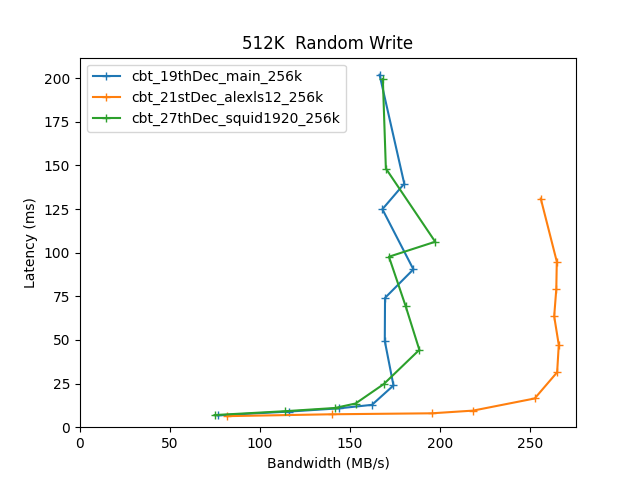 512K  Random Write
cbt_19thDec_main_256k
cbt_21stDec_alexls12_256k
cbt_27thDec_squid1920_256k
Latency (ms)
200
175
150
125
100
75
50
25
0
0 50 100 150 200 250
Bandwidth (MB/s)